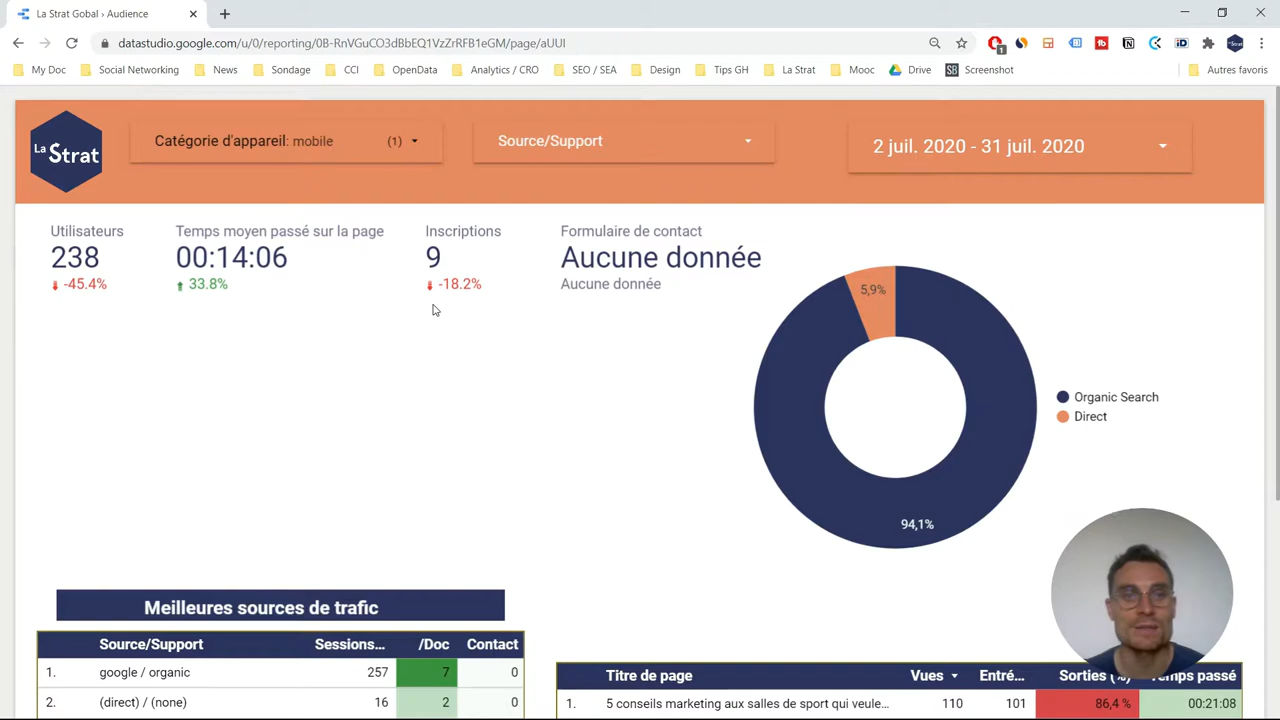 La Strat Gobal › Audience
datastudio.google.com/u/0/reporting/0B-RnVGuCO3dBbEQ1VzZrRFB1eGM/page/aUUI
1
My Doc
Social Networking
News
Sondage
CCI
OpenData
Analytics / CRO
SEO / SEA
Design
Tips GH
La Strat
Mooc
Drive
SB Screenshot
Autres favoris
La Strat
Catégorie d'appareil: mobile (1)
Source/Support
2 juil. 2020 - 31 juil. 2020
Utilisateurs
238
-45.4%
Temps moyen passé sur la page
00:14:06
33.8%
Inscriptions
9
-18.2%
Formulaire de contact
Aucune donnée
Aucune donnée
5,9%
94,1%
Organic Search
Direct
Meilleures sources de trafic
Source/Support Sessions... /Doc Contact
1. google / organic 257 7 0
2. (direct) / (none) 16 2 0
Titre de page Vues Entré... Sorties (%) Temps passé
1. 5 conseils marketing aux salles de sport qui veule... 110 101 86,4 % 00:21:08